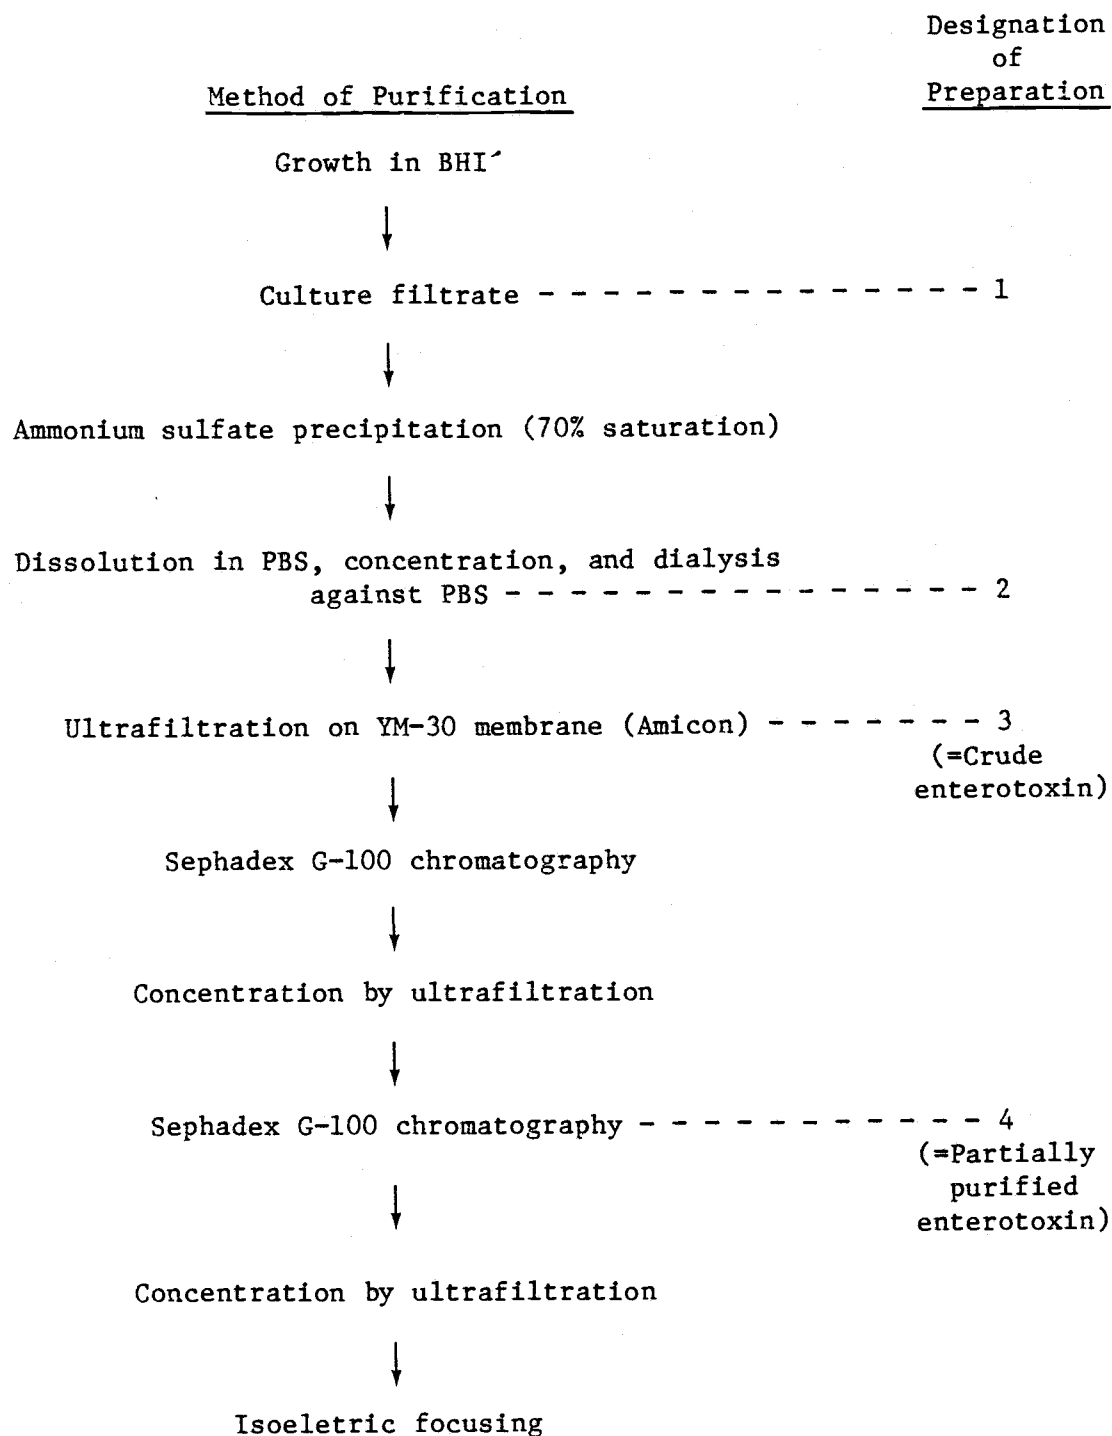 Designation
of
Method of Purification Preparation
Growth in BHI
Culture filtrate - - - - - - - - - - - - - - 1
Ammonium sulfate precipitation (70% saturation)
Dissolution in PBS, concentration, and dialysis
against PBS - - - - - - - - - - - - - - - 2
Ultrafiltration on YM-30 membrane (Amicon) - - - - - - - 3
(=Crude
enterotoxin)
Sephadex G-100 chromatography
Concentration by ultrafiltration
Sephadex G-100 chromatography - - - - - - - - - - - 4
(=Partially
purified
enterotoxin)
Concentration by ultrafiltration
Isoeletric focusing